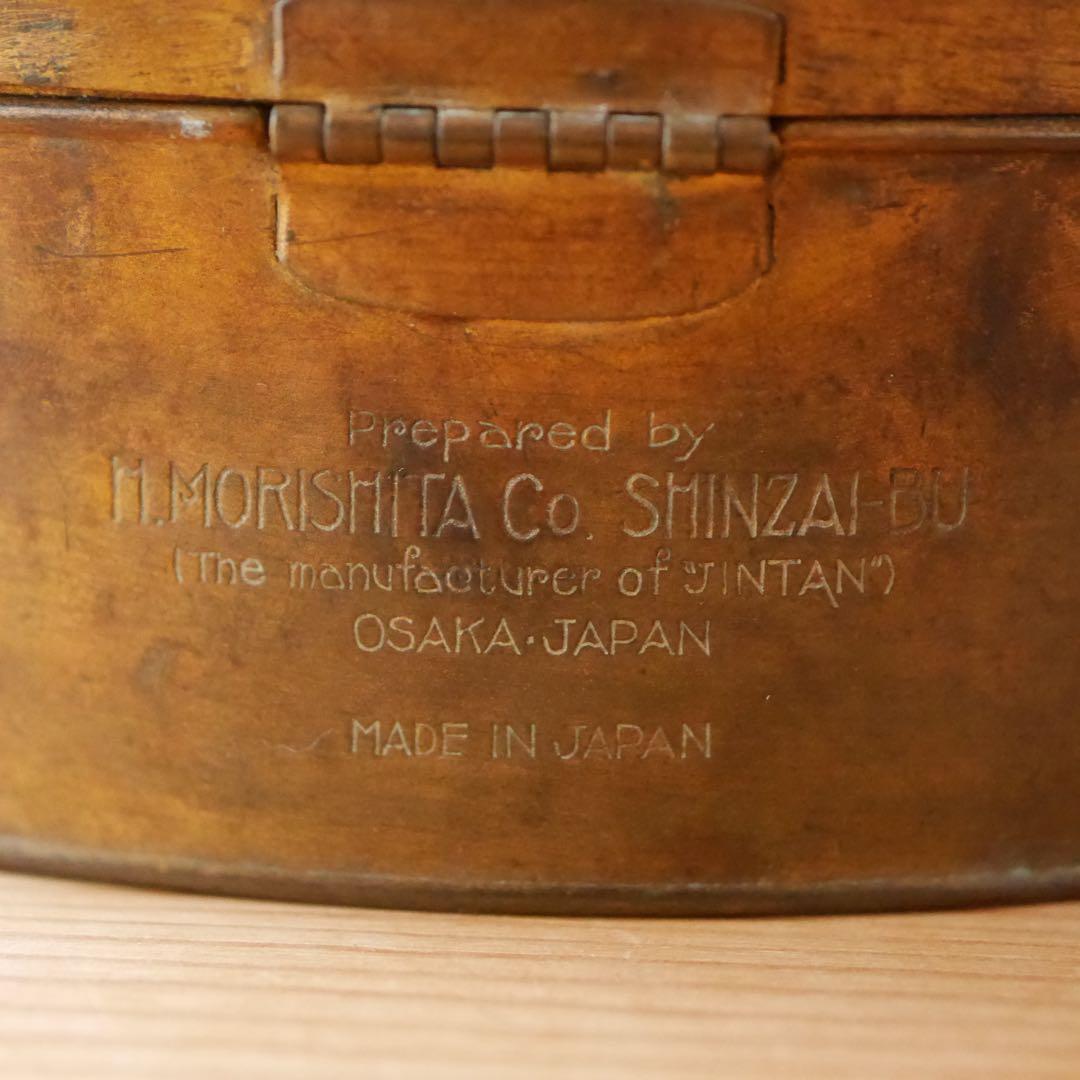 Prepared by
H. MORISHITA Co. SHINZAI-BU
(The manufacturer of "JINTAN")
OSAKA·JAPAN
MADE IN JAPAN